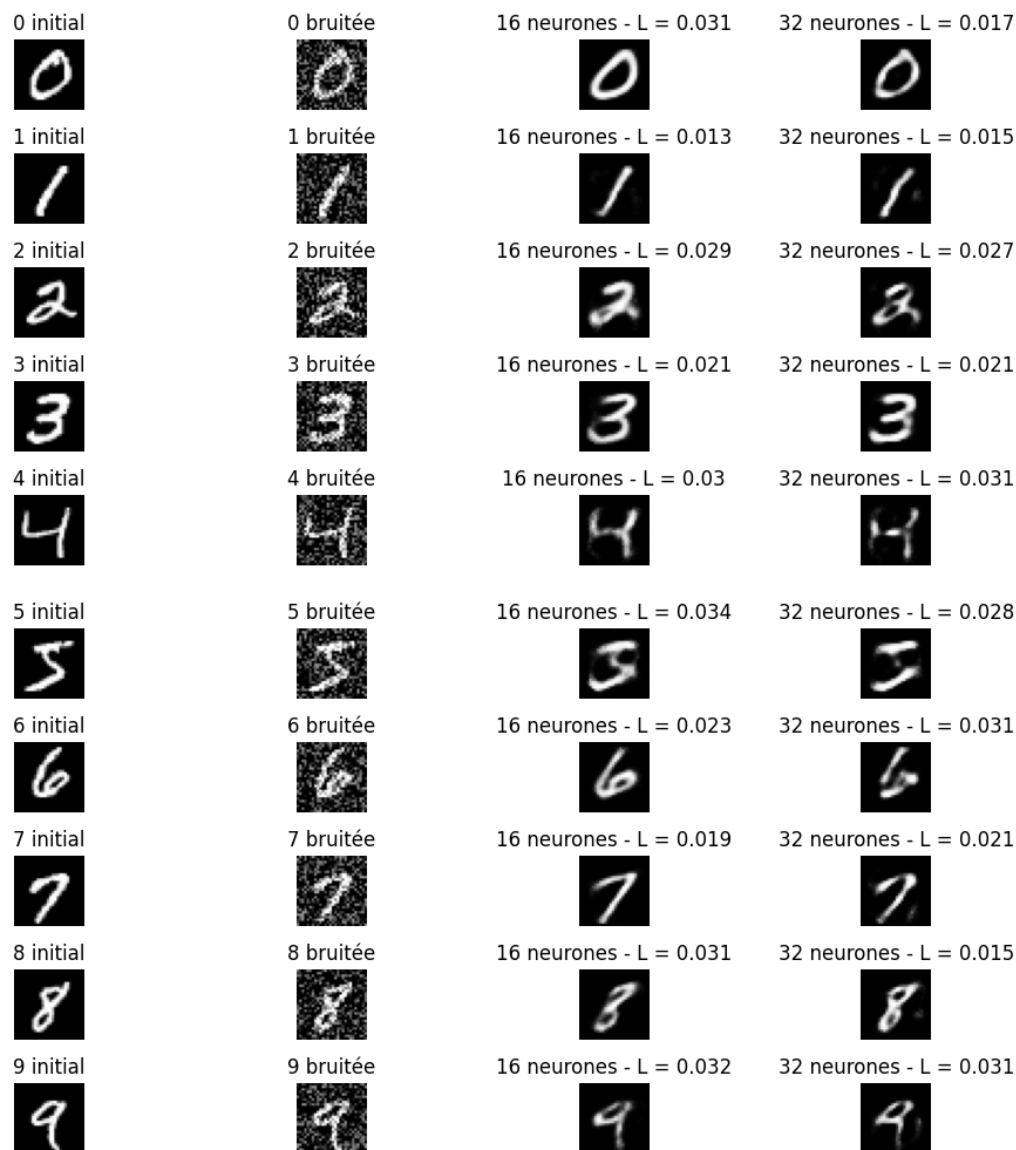 0 initial 0 bruitée 16 neurones - L = 0.031 32 neurones - L = 0.017
1 initial 1 bruitée 16 neurones - L = 0.013 32 neurones - L = 0.015
2 initial 2 bruitée 16 neurones - L = 0.029 32 neurones - L = 0.027
3 initial 3 bruitée 16 neurones - L = 0.021 32 neurones - L = 0.021
4 initial 4 bruitée 16 neurones - L = 0.03 32 neurones - L = 0.031
5 initial 5 bruitée 16 neurones - L = 0.034 32 neurones - L = 0.028
6 initial 6 bruitée 16 neurones - L = 0.023 32 neurones - L = 0.031
7 initial 7 bruitée 16 neurones - L = 0.019 32 neurones - L = 0.021
8 initial 8 bruitée 16 neurones - L = 0.031 32 neurones - L = 0.015
9 initial 9 bruitée 16 neurones - L = 0.032 32 neurones - L = 0.031